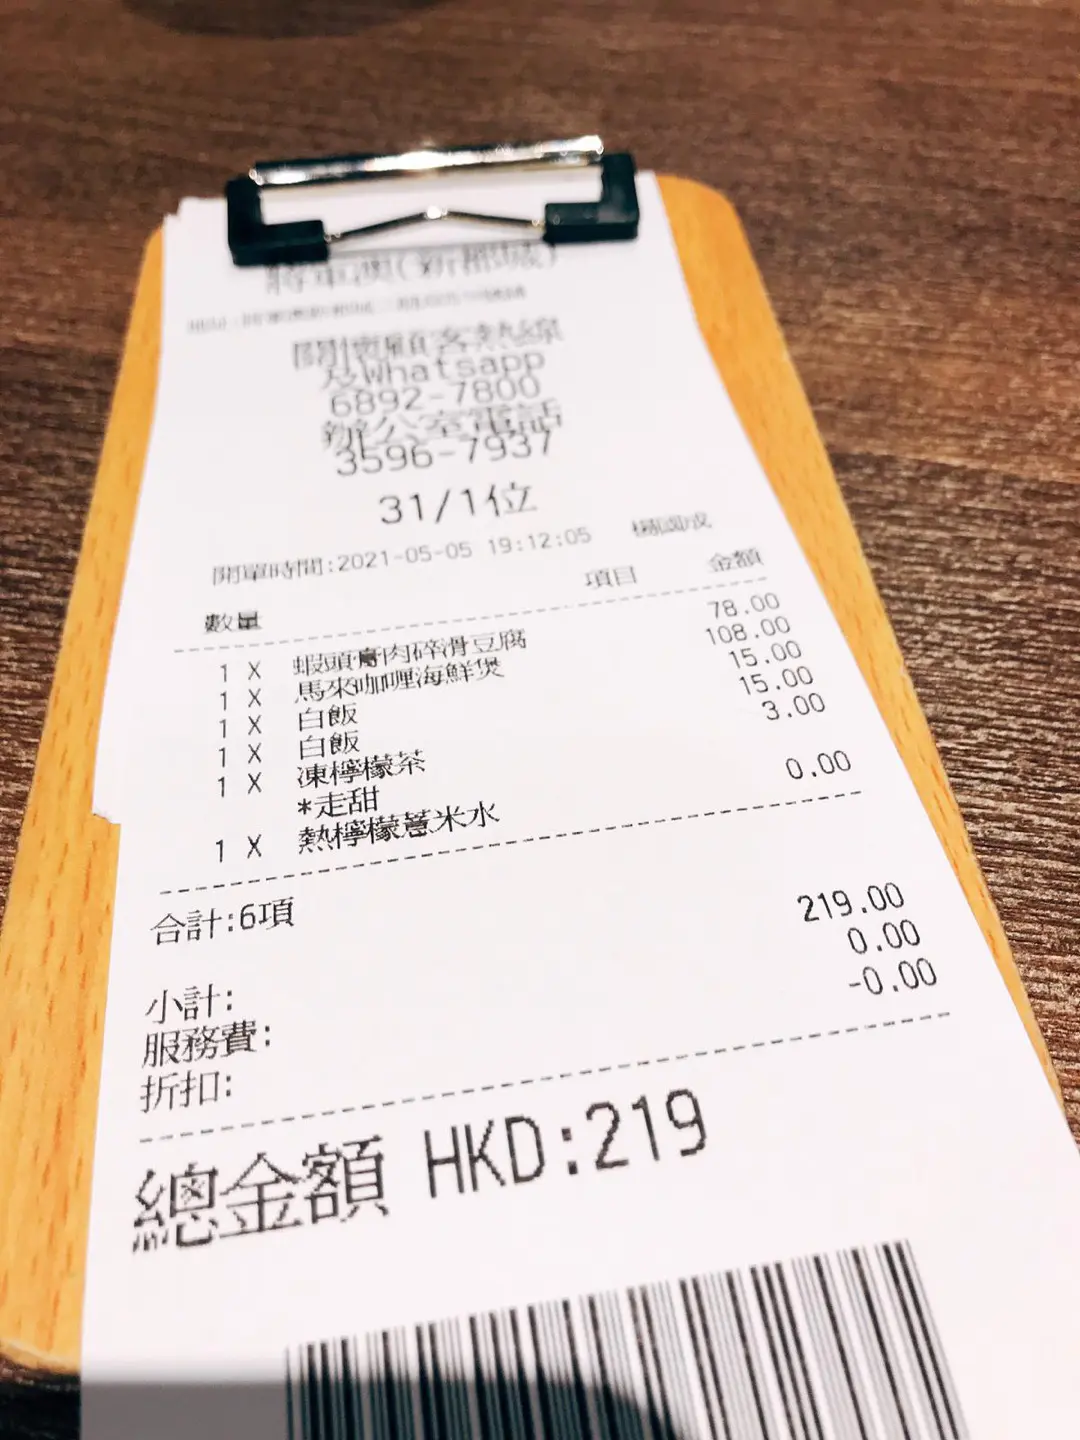 將軍澳(新都城)
關懷顧客熱線
及Whatsapp
6892-7800
辦公室電話
3596-7937
31/1位
開單時間:2021-05-05 19:12:05 楊國成
數量 項目 金額
1 X 蝦頭膏肉碎滑豆腐 78.00
1 X 馬來咖喱海鮮煲 108.00
1 X 白飯 15.00
1 X 白飯 15.00
1 X 凍檸檬茶 3.00
*走甜
1 X 熱檸檬薏米水 0.00
合計:6項
小計: 219.00
服務費: 0.00
折扣: -0.00
總金額 HKD:219